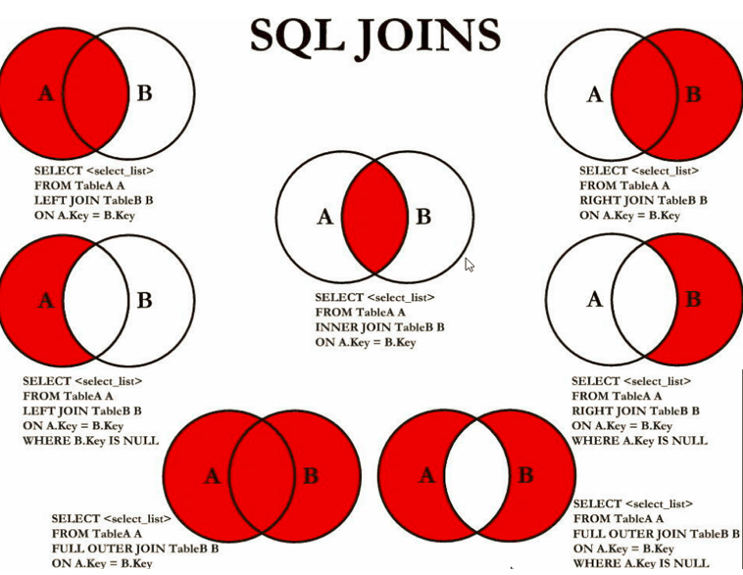 SQL JOINS
A B
SELECT <select_list>
FROM TableA A
LEFT JOIN TableB B
ON A.Key = B.Key
A B
SELECT <select_list>
FROM TableA A
RIGHT JOIN TableB B
ON A.Key = B.Key
A B
SELECT <select_list>
FROM TableA A
INNER JOIN TableB B
ON A.Key = B.Key
A B
SELECT <select_list>
FROM TableA A
LEFT JOIN TableB B
ON A.Key = B.Key
WHERE B.Key IS NULL
A B
SELECT <select_list>
FROM TableA A
RIGHT JOIN TableB B
ON A.Key = B.Key
WHERE A.Key IS NULL
A B
SELECT <select_list>
FROM TableA A
FULL OUTER JOIN TableB B
ON A.Key = B.Key
A B
SELECT <select_list>
FROM TableA A
FULL OUTER JOIN TableB B
ON A.Key = B.Key
WHERE A.Key IS NULL